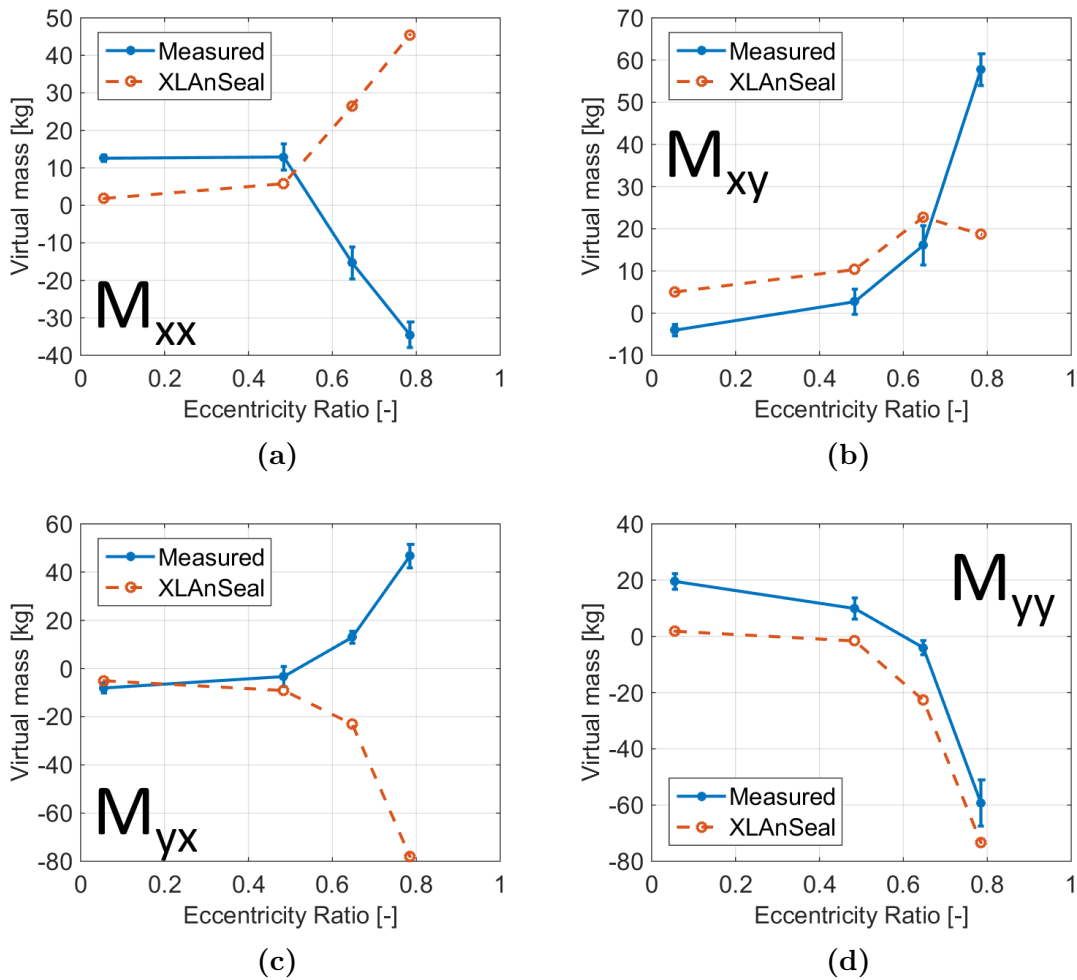 50
40
30
20
10
0
-10
-20
-30
-40
0
0.2
0.4
0.6
0.8
1
Virtual mass [kg]
Eccentricity Ratio [-]
Measured
XLAnSeal
Mxx
(a)
70
60
50
40
30
20
10
0
-10
0
0.2
0.4
0.6
0.8
1
Virtual mass [kg]
Eccentricity Ratio [-]
Measured
XLAnSeal
Mxy
(b)
60
40
20
0
-20
-40
-60
-80
0
0.2
0.4
0.6
0.8
1
Virtual mass [kg]
Eccentricity Ratio [-]
Measured
XLAnSeal
Myx
(c)
40
20
0
-20
-40
-60
-80
0
0.2
0.4
0.6
0.8
1
Virtual mass [kg]
Eccentricity Ratio [-]
Measured
XLAnSeal
Myy
(d)